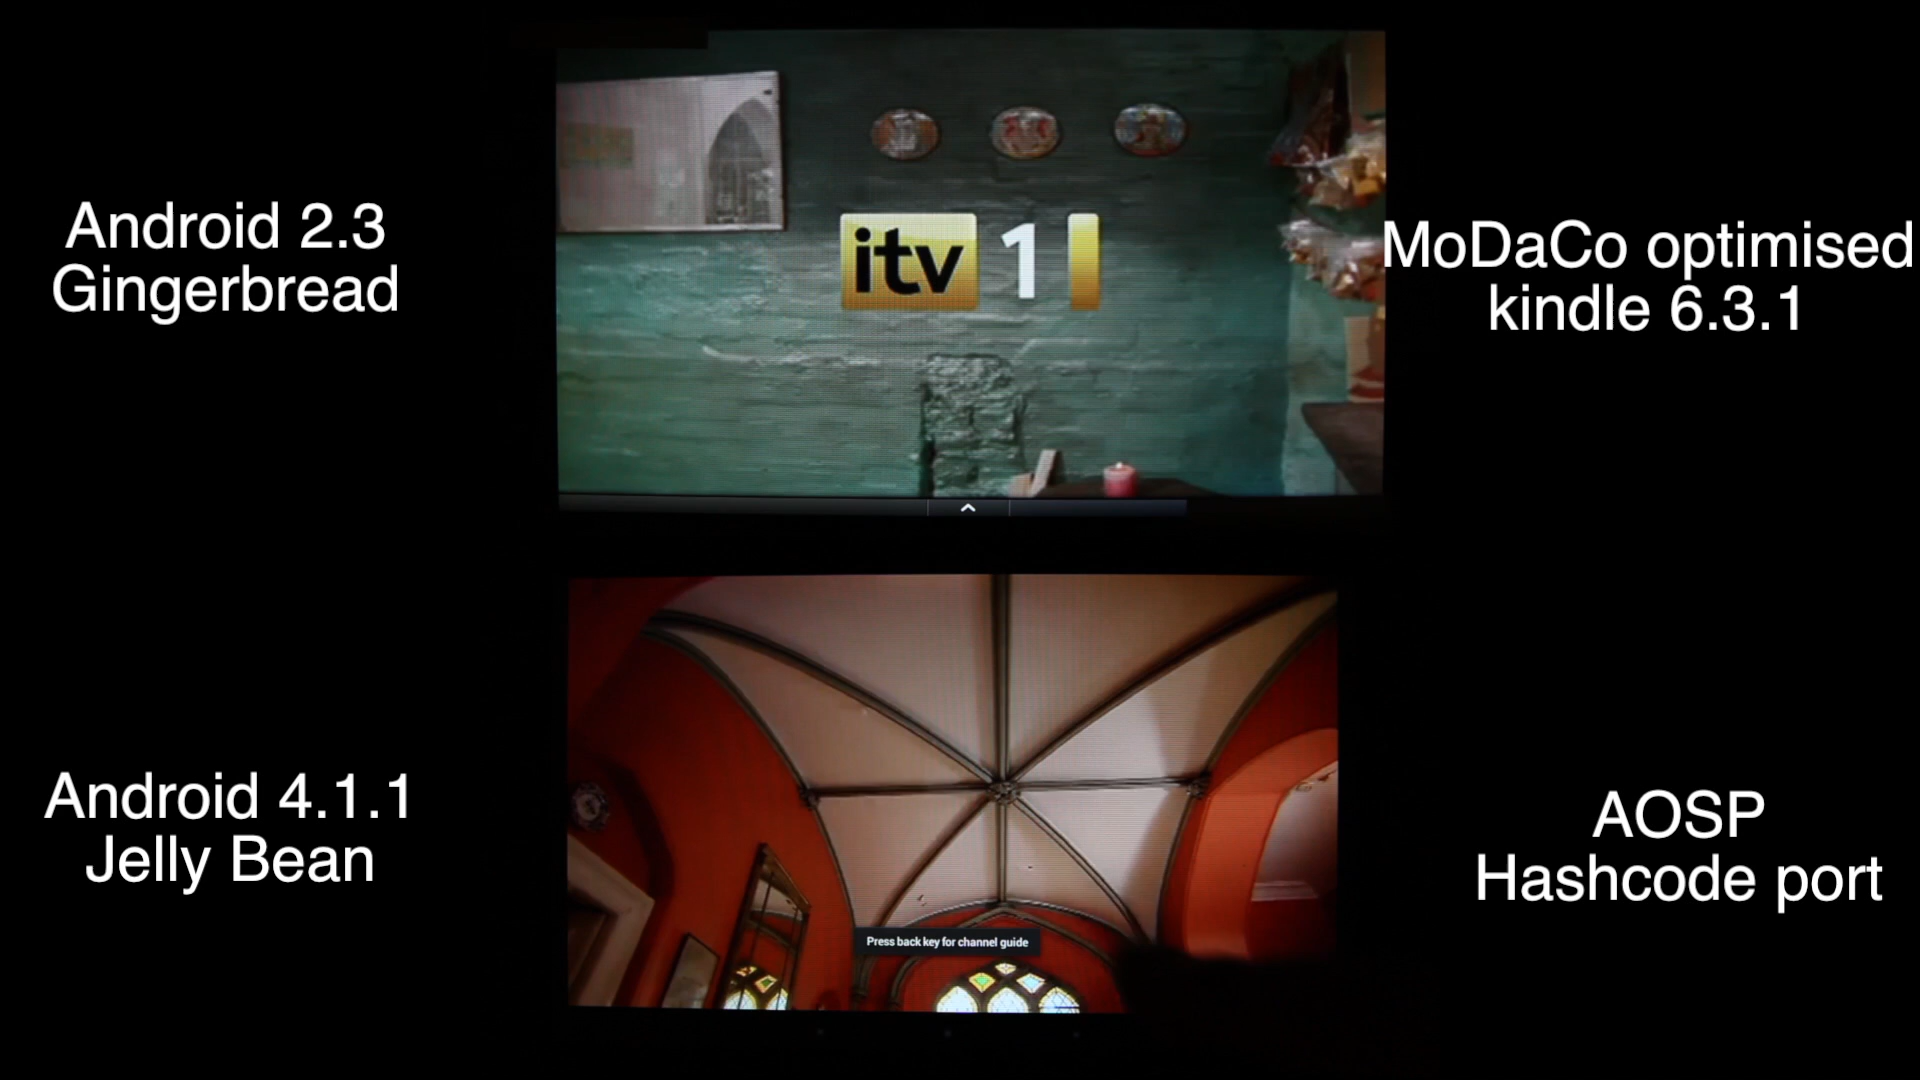 Android 2.3
Gingerbread
itv 1
MoDaCo optimised
kindle 6.3.1
Android 4.1.1
Jelly Bean
Press back key for channel guide
AOSP
Hashcode port